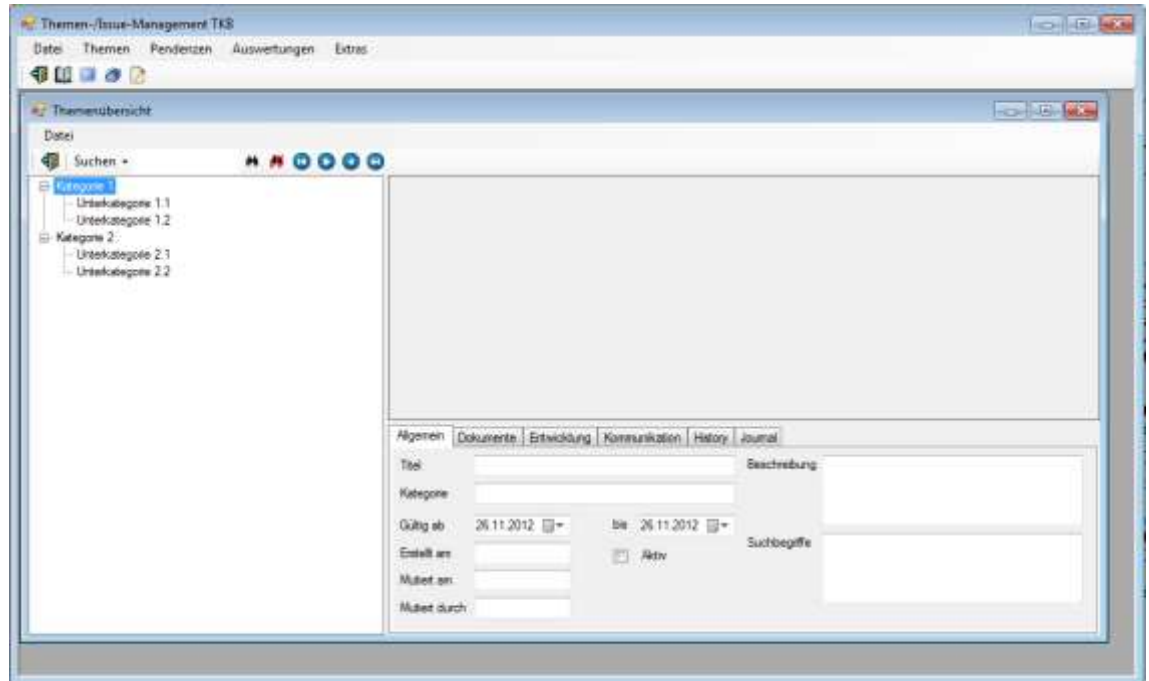 Themen-/Issue-Management TKB
Datei Themen Pendenzen Auswertungen Extras
Themenübersicht
Datei
Suchen
Kategorie 1
Unterkategorie 1.1
Unterkategorie 1.2
Kategorie 2
Unterkategorie 2.1
Unterkategorie 2.2
Allgemein Dokumente Entwicklung Kommunikation History Journal
Titel Beschreibung
Kategorie
Gültig ab 26.11.2012 bis 26.11.2012
Suchbegriffe
Erstellt am Aktiv
Mutiert am
Mutiert durch